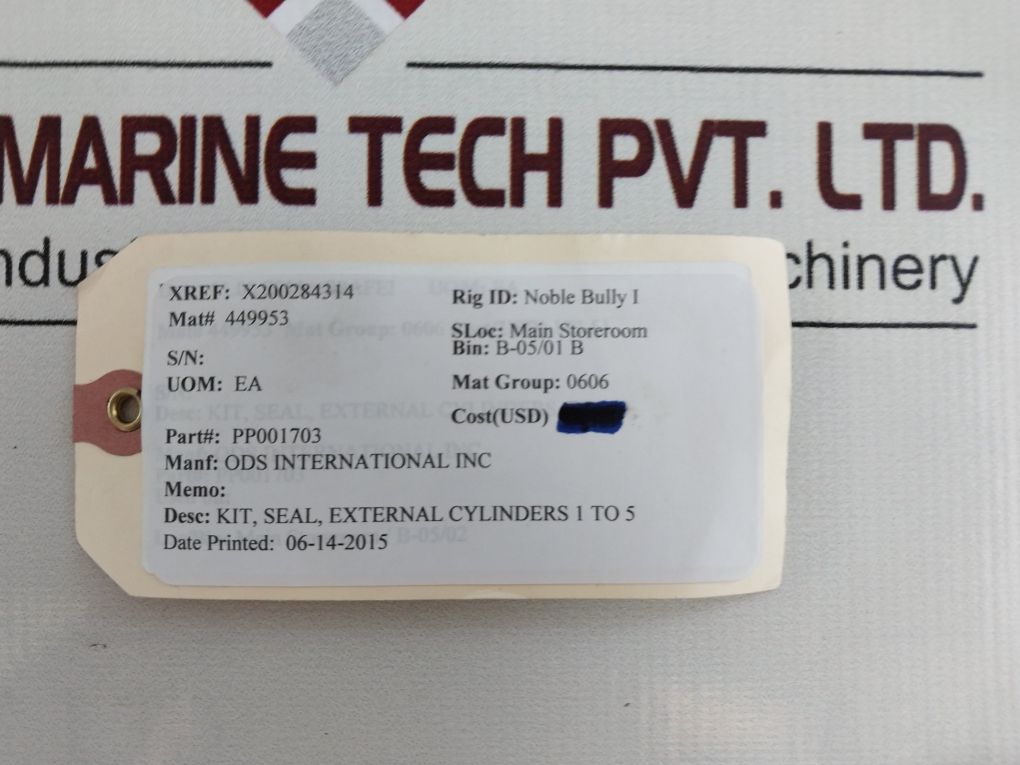 MARINE TECH PVT. LTD.
XREF: X200284314
Mat# 449953
S/N:
UOM: EA
Part#: PP001703
Manf: ODS INTERNATIONAL INC
Memo:
Desc: KIT, SEAL, EXTERNAL CYLINDERS 1 TO 5
Date Printed: 06-14-2015
Rig ID: Noble Bully I
SLoc: Main Storeroom
Bin: B-05/01 B
Mat Group: 0606
Cost(USD)